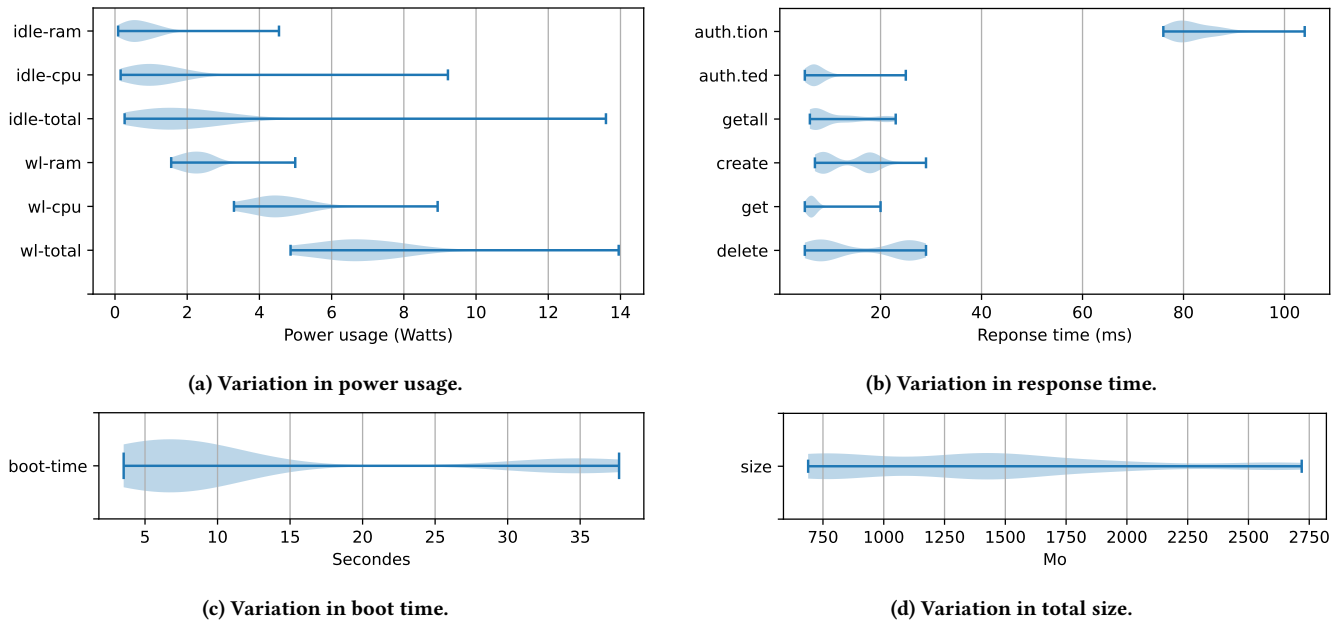 idle-ram
idle-cpu
idle-total
wl-ram
wl-cpu
wl-total
0 2 4 6 8 10 12 14
Power usage (Watts)
(a) Variation in power usage.
auth.tion
auth.ted
getall
create
get
delete
20 40 60 80 100
Reponse time (ms)
(b) Variation in response time.
boot-time
5 10 15 20 25 30 35
Secondes
(c) Variation in boot time.
size
750 1000 1250 1500 1750 2000 2250 2500 2750
Mo
(d) Variation in total size.